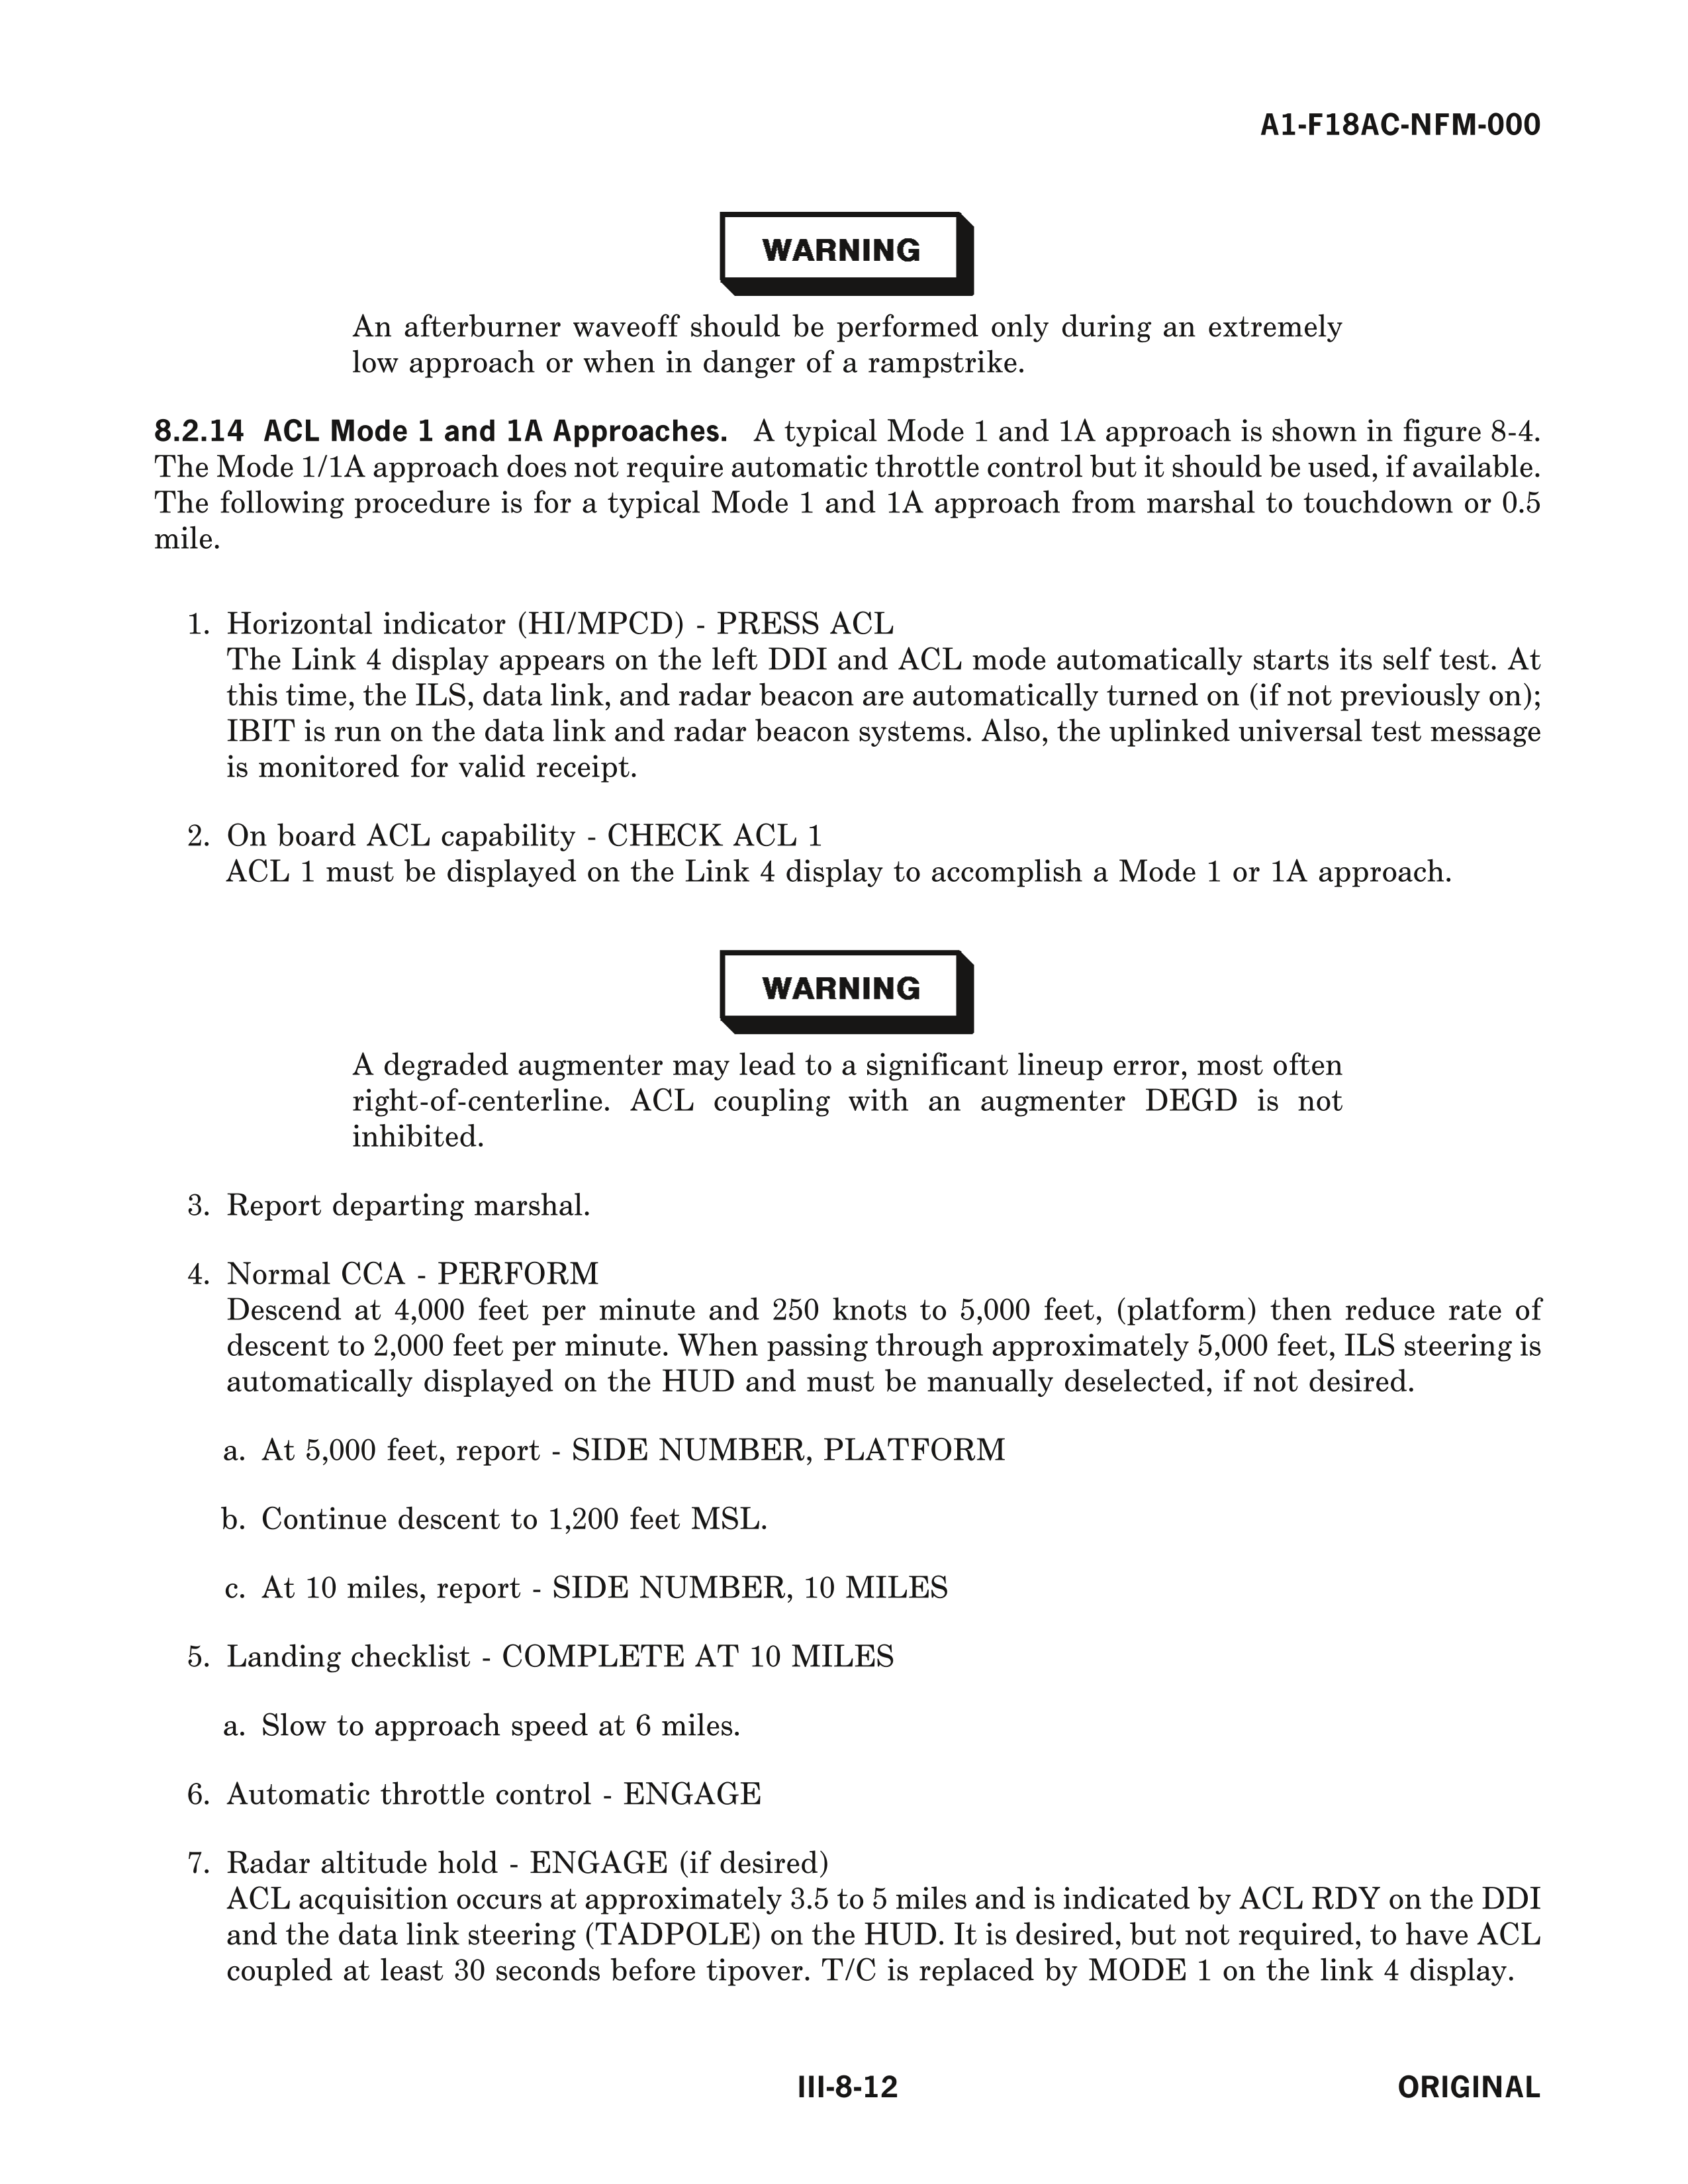 A1-F18AC-NFM-000
WARNING
An afterburner waveoff should be performed only during an extremely
low approach or when in danger of a rampstrike.
8.2.14 ACL Mode 1 and 1A Approaches. A typical Mode 1 and 1A approach is shown in figure 8-4.
The Mode 1/1A approach does not require automatic throttle control but it should be used, if available.
The following procedure is for a typical Mode 1 and 1A approach from marshal to touchdown or 0.5
mile.
1. Horizontal indicator (HI/MPCD) - PRESS ACL
The Link 4 display appears on the left DDI and ACL mode automatically starts its self test. At
this time, the ILS, data link, and radar beacon are automatically turned on (if not previously on);
IBIT is run on the data link and radar beacon systems. Also, the uplinked universal test message
is monitored for valid receipt.
2. On board ACL capability - CHECK ACL 1
ACL 1 must be displayed on the Link 4 display to accomplish a Mode 1 or 1A approach.
WARNING
A degraded augmenter may lead to a significant lineup error, most often
right-of-centerline. ACL coupling with an augmenter DEGD is not
inhibited.
3. Report departing marshal.
4. Normal CCA - PERFORM
Descend at 4,000 feet per minute and 250 knots to 5,000 feet, (platform) then reduce rate of
descent to 2,000 feet per minute. When passing through approximately 5,000 feet, ILS steering is
automatically displayed on the HUD and must be manually deselected, if not desired.
a. At 5,000 feet, report - SIDE NUMBER, PLATFORM
b. Continue descent to 1,200 feet MSL.
c. At 10 miles, report - SIDE NUMBER, 10 MILES
5. Landing checklist - COMPLETE AT 10 MILES
a. Slow to approach speed at 6 miles.
6. Automatic throttle control - ENGAGE
7. Radar altitude hold - ENGAGE (if desired)
ACL acquisition occurs at approximately 3.5 to 5 miles and is indicated by ACL RDY on the DDI
and the data link steering (TADPOLE) on the HUD. It is desired, but not required, to have ACL
coupled at least 30 seconds before tipover. T/C is replaced by MODE 1 on the link 4 display.
III-8-12
ORIGINAL